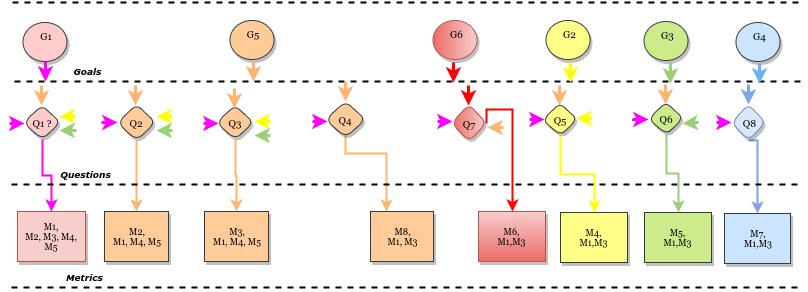 G1
G5
G6
G2
G3
G4
Goals
Q1 ?
Q2
Q3
Q4
Q7
Q5
Q6
Q8
Questions
M1,
M2, M3, M4,
M5
M2,
M1, M4, M5
M3,
M1, M4, M5
M8,
M1, M3
M6,
M1,M3
M4,
M1,M3
M5,
M1,M3
M7,
M1,M3
Metrics